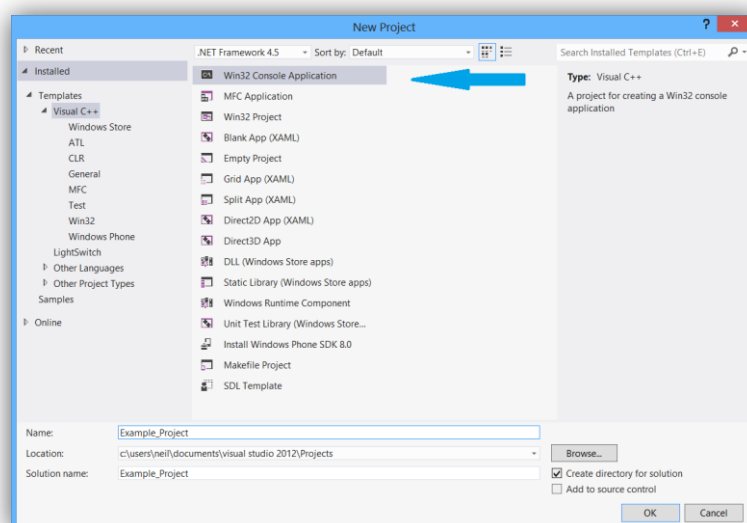 New Project
?
Recent
Installed
Templates
Visual C++
Windows Store
ATL
CLR
General
MFC
Test
Win32
Windows Phone
LightSwitch
Other Languages
Other Project Types
Samples
Online
.NET Framework 4.5
Sort by: Default
Win32 Console Application
MFC Application
Win32 Project
Blank App (XAML)
Empty Project
Grid App (XAML)
Split App (XAML)
Direct2D App (XAML)
Direct3D App
DLL (Windows Store apps)
Static Library (Windows Store apps)
Windows Runtime Component
Unit Test Library (Windows Store...
Install Windows Phone SDK 8.0
Makefile Project
SDL Template
Search Installed Templates (Ctrl+E)
Type: Visual C++
A project for creating a Win32 console
application
Name: Example_Project
Location: c:\users\neil\documents\visual studio 2012\Projects
Browse...
Solution name: Example_Project
Create directory for solution
Add to source control
OK Cancel